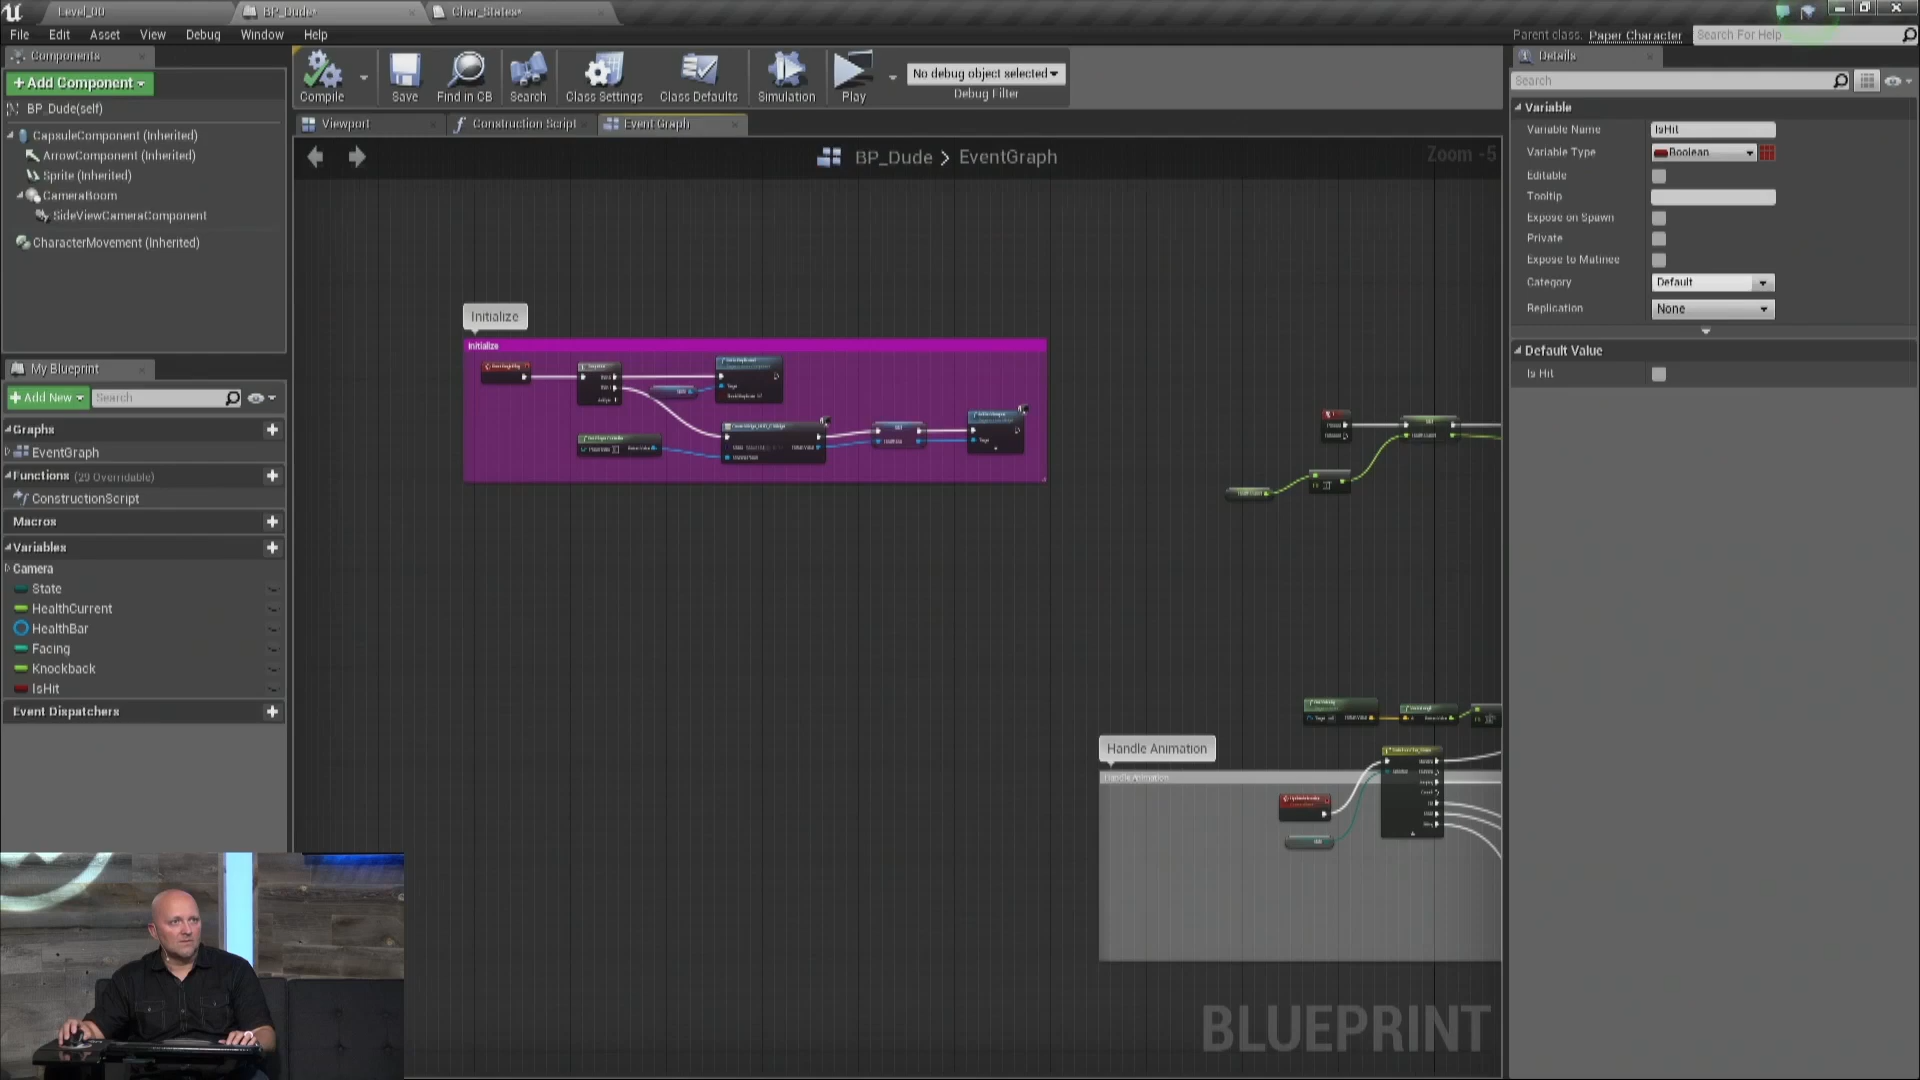 Level_00
BP_Dude*
Char_States*
File Edit Asset View Debug Window Help
Parent class: Paper Character
Search For Help
Components
+ Add Component
BP_Dude(self)
CapsuleComponent (Inherited)
ArrowComponent (Inherited)
Sprite (Inherited)
CameraBoom
SideViewCameraComponent
CharacterMovement (Inherited)
My Blueprint
+ Add New
Search
Graphs
EventGraph
Functions (29 Overridable)
ConstructionScript
Macros
Variables
Camera
State
HealthCurrent
HealthBar
Facing
Knockback
IsHit
Event Dispatchers
Compile
Save
Find in CB
Search
Class Settings
Class Defaults
Simulation
Play
No debug object selected
Debug Filter
Viewport
Construction Script
Event Graph
BP_Dude > EventGraph
Zoom -5
Initialize
Initialize
Handle Animation
Handle Animation
BLUEPRINT
Details
Search
Variable
Variable Name IsHit
Variable Type Boolean
Editable
Tooltip
Expose on Spawn
Private
Expose to Matinee
Category Default
Replication None
Default Value
Is Hit